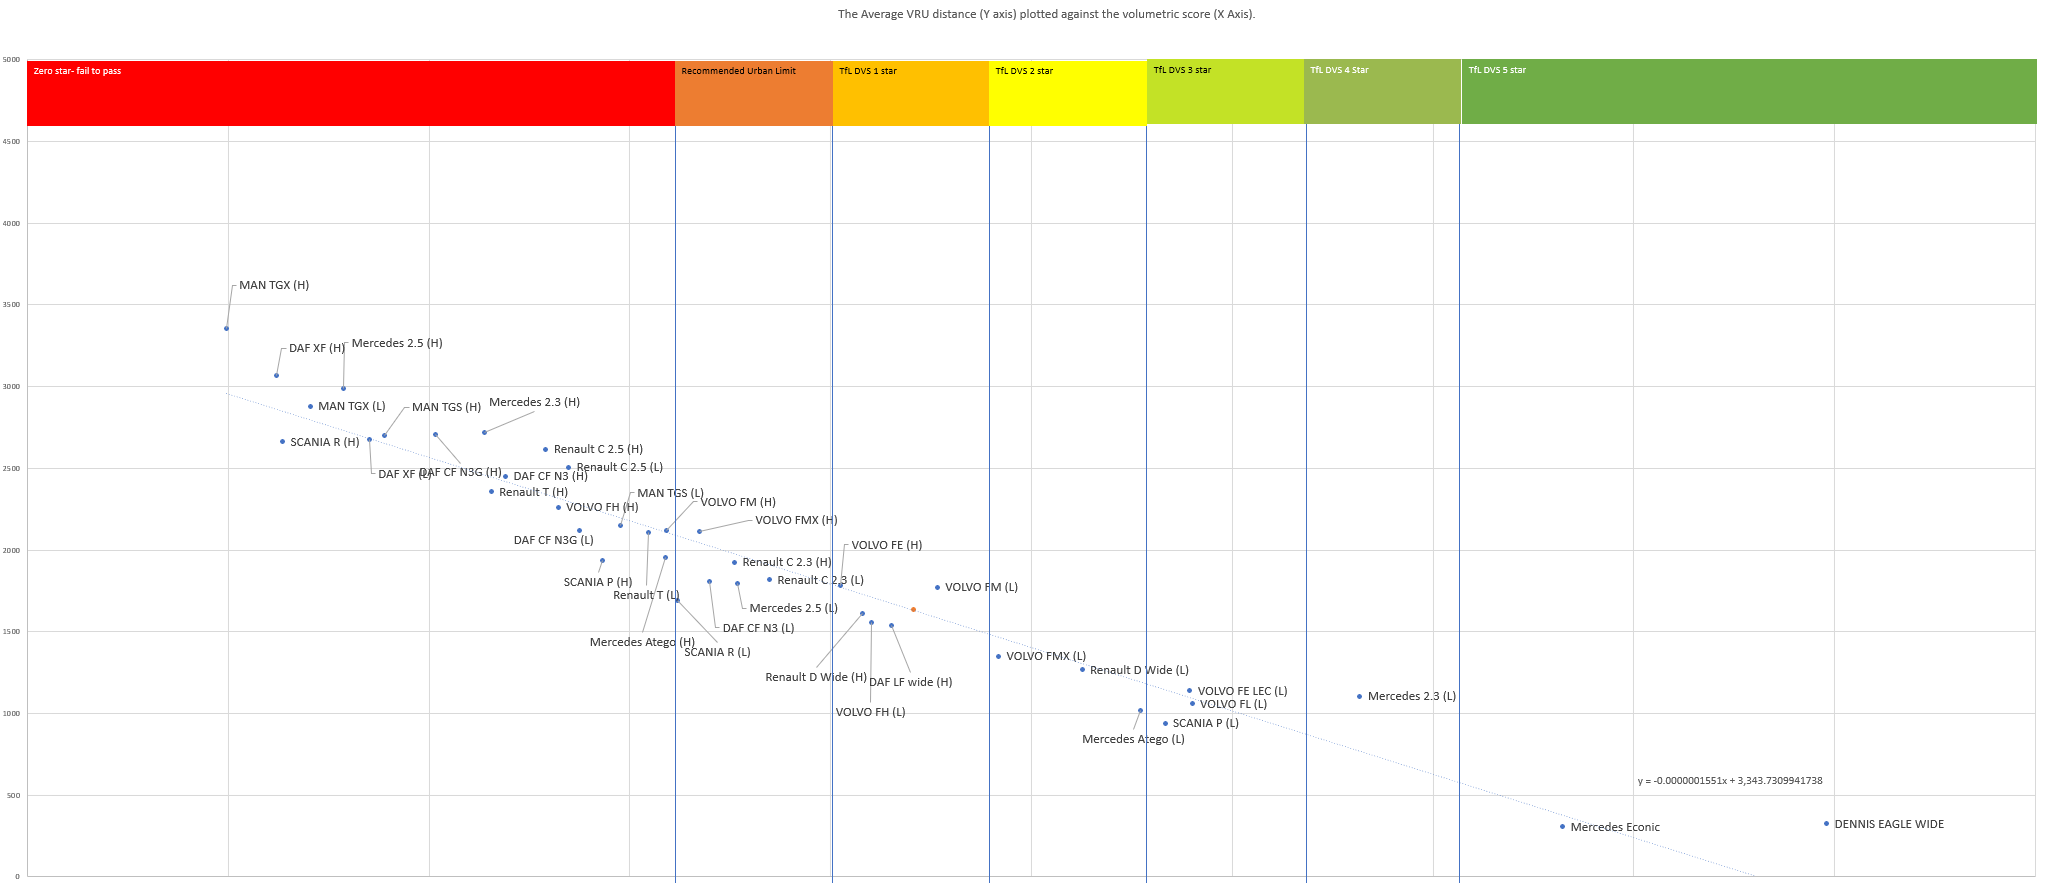 The Average VRU distance (Y axis) plotted against the volumetric score (X Axis).
5000
Zero star- fail to pass
Recommended Urban Limit
TfL DVS 1 star
TfL DVS 2 star
TfL DVS 3 star
TfL DVS 4 Star
TfL DVS 5 star
4500
4000
3500
MAN TGX (H)
DAF XF (H)
Mercedes 2.5 (H)
3000
MAN TGX (L)
MAN TGS (H)
Mercedes 2.3 (H)
SCANIA R (H)
Renault C 2.5 (H)
2500
Renault C 2.5 (L)
DAF XF (L)
DAF CF N3G (H)
DAF CF N3 (H)
Renault T (H)
MAN TGS (L)
VOLVO FM (H)
VOLVO FH (H)
VOLVO FMX (H)
DAF CF N3G (L)
VOLVO FE (H)
2000
Renault C 2.3 (H)
SCANIA P (H)
Renault C 2.3 (L)
VOLVO FM (L)
Renault T (L)
Mercedes 2.5 (L)
DAF CF N3 (L)
1500
Mercedes Atego (H)
SCANIA R (L)
VOLVO FMX (L)
Renault D Wide (L)
Renault D Wide (H)
DAF LF wide (H)
VOLVO FE LEC (L)
Mercedes 2.3 (L)
VOLVO FL (L)
1000
VOLVO FH (L)
SCANIA P (L)
Mercedes Atego (L)
y = -0.0000001551x + 3,343.7309941738
500
Mercedes Econic
DENNIS EAGLE WIDE
0